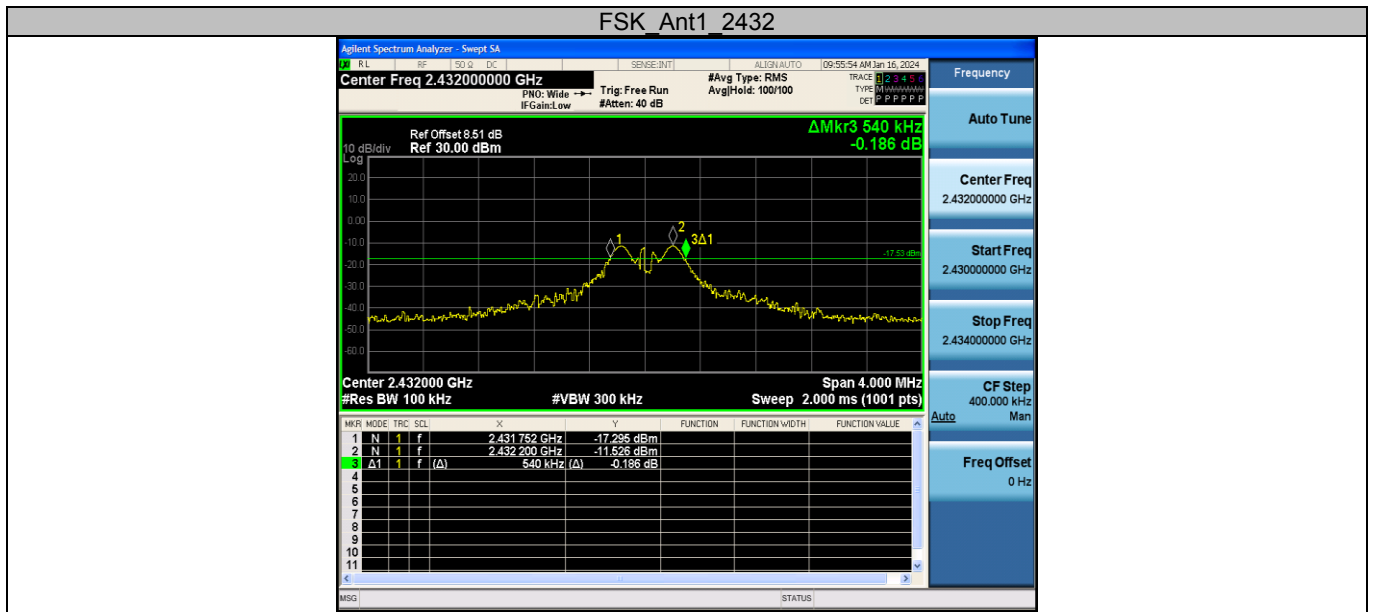 FSK_Ant1_2432
Agilent Spectrum Analyzer - Swept SA
RL RF 50 Ω DC SENSE:INT ALIGNAUTO 09:55:54 AM Jan 16, 2024
Center Freq 2.432000000 GHz
PNO: Wide
IFGain:Low
Trig: Free Run
#Atten: 40 dB
#Avg Type: RMS
Avg|Hold: 100/100
TRACE 1 2 3 4 5 6
TYPE
DET P P P P P P
Frequency
ΔMkr3 540 kHz
-0.186 dB
Ref Offset 8.51 dB
10 dB/div Ref 30.00 dBm
Log
20.0
10.0
0.00
-10.0
-20.0
-30.0
-40.0
-50.0
-60.0
1
2
3Δ1
-17.53 dBm
Center 2.432000 GHz Span 4.000 MHz
#Res BW 100 kHz #VBW 300 kHz Sweep 2.000 ms (1001 pts)
MKR MODE TRC SCL X Y FUNCTION FUNCTION WIDTH FUNCTION VALUE
1 N 1 f 2.431 752 GHz -17.295 dBm
2 N 1 f 2.432 200 GHz -11.526 dBm
3 Δ1 1 f (Δ) 540 kHz (Δ) -0.186 dB
4
5
6
7
8
9
10
11
MSG STATUS
Auto Tune
Center Freq
2.432000000 GHz
Start Freq
2.430000000 GHz
Stop Freq
2.434000000 GHz
CF Step
400.000 kHz
Auto Man
Freq Offset
0 Hz